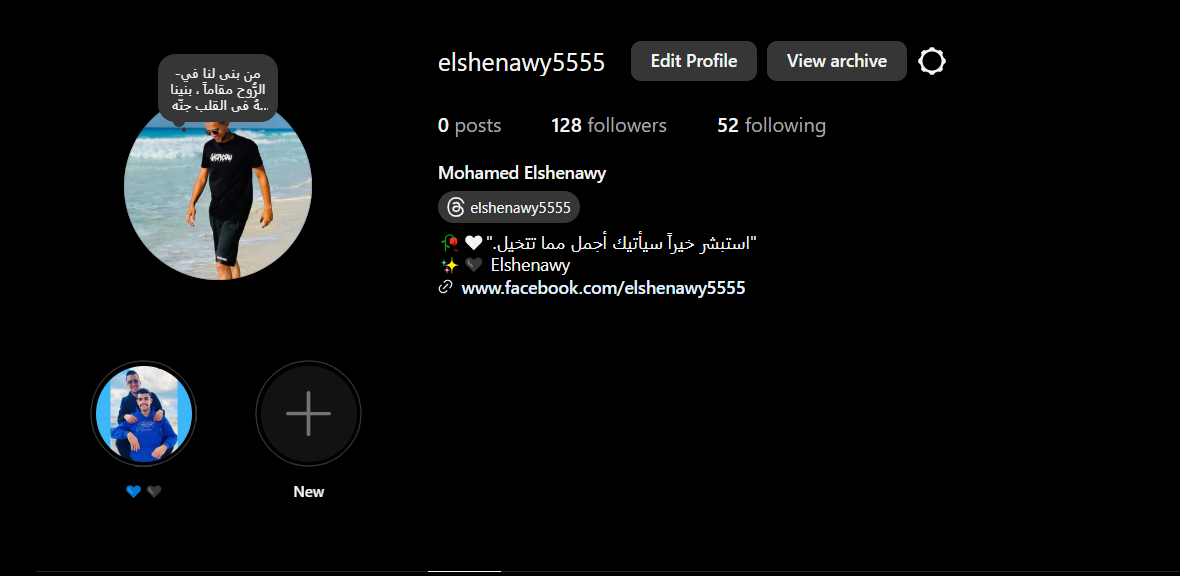 من بنى لنا في-
الرُّوح مقاماً ، بنينا
...هُ في القلب جنّه
elshenawy5555
Edit Profile
View archive
0 posts
128 followers
52 following
Mohamed Elshenawy
elshenawy5555
🥀🤍"استبشر خيراً سيأتيك أجمل مما تتخيل."
✨🖤 Elshenawy
www.facebook.com/elshenawy5555
💙🖤
New